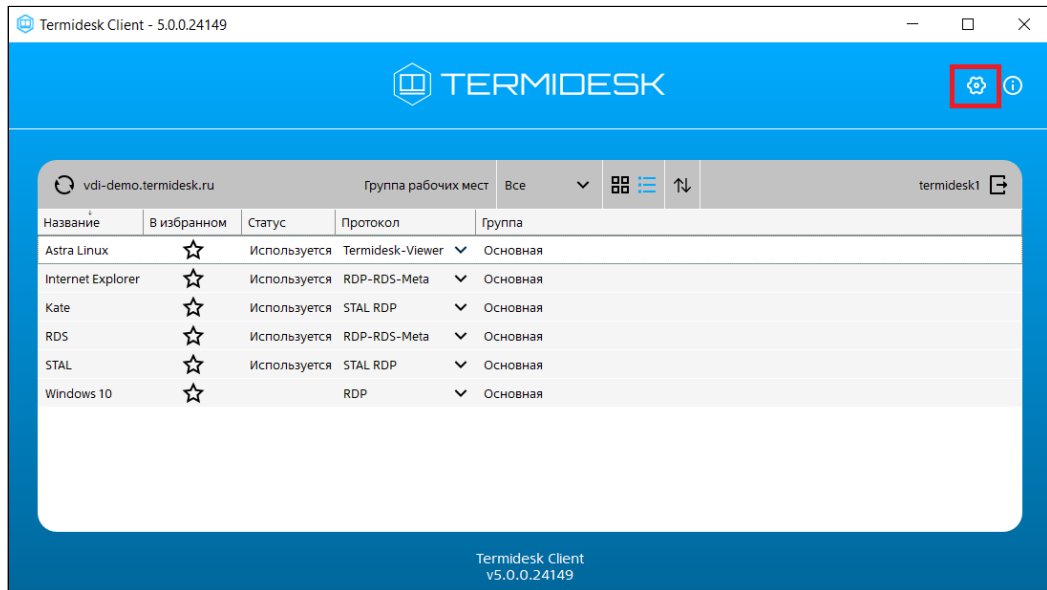 Termidesk Client - 5.0.0.24149
TERMIDESK
vdi-demo.termidesk.ru Группа рабочих мест Все termidesk1
Название В избранном Статус Протокол Группа
Astra Linux Используется Termidesk-Viewer Основная
Internet Explorer Используется RDP-RDS-Meta Основная
Kate Используется STAL RDP Основная
RDS Используется RDP-RDS-Meta Основная
STAL Используется STAL RDP Основная
Windows 10 RDP Основная
Termidesk Client
v5.0.0.24149